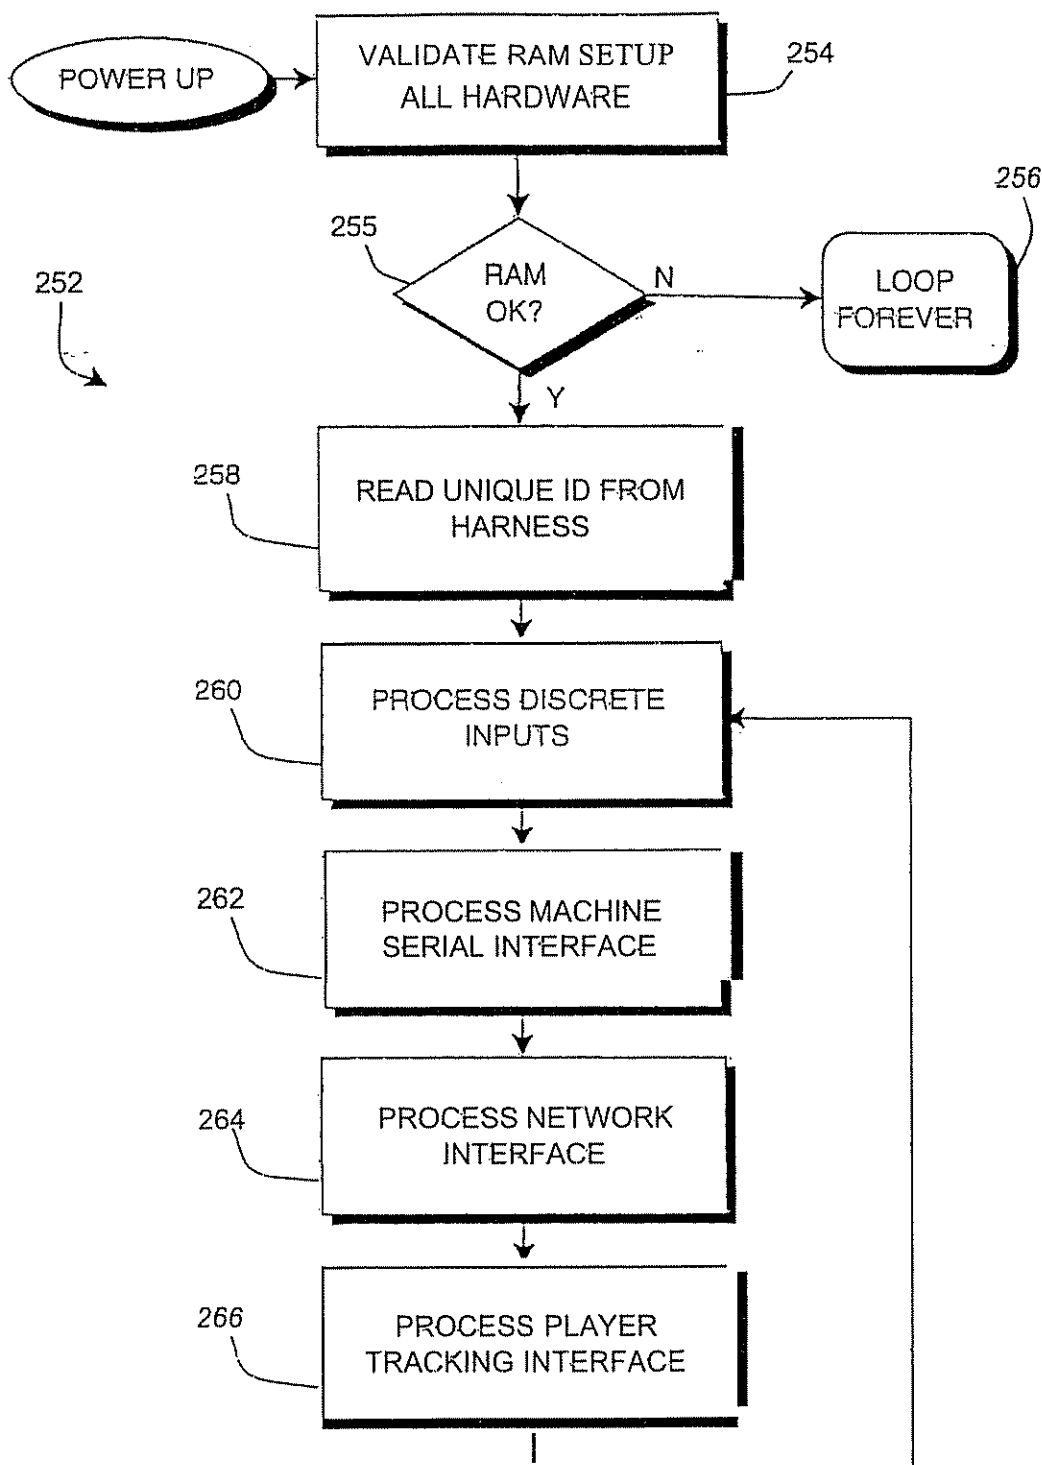 POWER UP
VALIDATE RAM SETUP
ALL HARDWARE
254
255
RAM
OK?
N
256
LOOP
FOREVER
252
Y
258
READ UNIQUE ID FROM
HARNESS
260
PROCESS DISCRETE
INPUTS
262
PROCESS MACHINE
SERIAL INTERFACE
264
PROCESS NETWORK
INTERFACE
266
PROCESS PLAYER
TRACKING INTERFACE